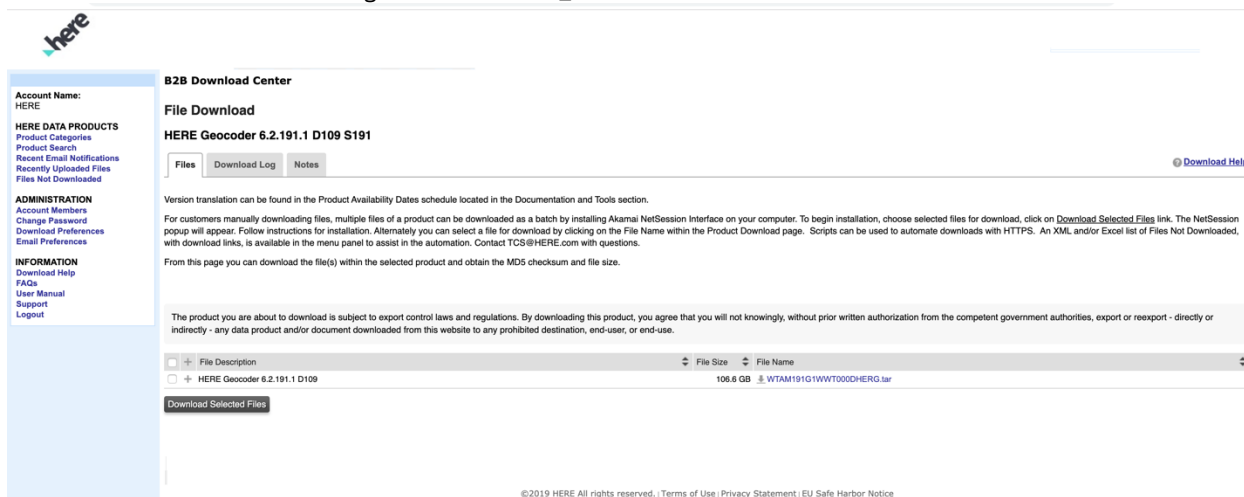 here
B2B Download Center
Account Name:
HERE
HERE DATA PRODUCTS
Product Categories
Product Search
Recent Email Notifications
Recently Uploaded Files
Files Not Downloaded
ADMINISTRATION
Account Members
Change Password
Download Preferences
Email Preferences
INFORMATION
Download Help
FAQs
User Manual
Support
Logout
File Download
HERE Geocoder 6.2.191.1 D109 S191
Files Download Log Notes
Download Help
Version translation can be found in the Product Availability Dates schedule located in the Documentation and Tools section.
For customers manually downloading files, multiple files of a product can be downloaded as a batch by installing Akamai NetSession Interface on your computer. To begin installation, choose selected files for download, click on Download Selected Files link. The NetSession
popup will appear. Follow instructions for installation. Alternately you can select a file for download by clicking on the File Name within the Product Download page. Scripts can be used to automate downloads with HTTPS. An XML and/or Excel list of Files Not Downloaded,
with download links, is available in the menu panel to assist in the automation. Contact TCS@HERE.com with questions.
From this page you can download the file(s) within the selected product and obtain the MD5 checksum and file size.
The product you are about to download is subject to export control laws and regulations. By downloading this product, you agree that you will not knowingly, without prior written authorization from the competent government authorities, export or reexport - directly or
indirectly - any data product and/or document downloaded from this website to any prohibited destination, end-user, or end-use.
File Description File Size File Name
HERE Geocoder 6.2.191.1 D109 106.6 GB WTAM191G1WWT000DHERG.tar
Download Selected Files
©2019 HERE All rights reserved. | Terms of Use | Privacy Statement | EU Safe Harbor Notice